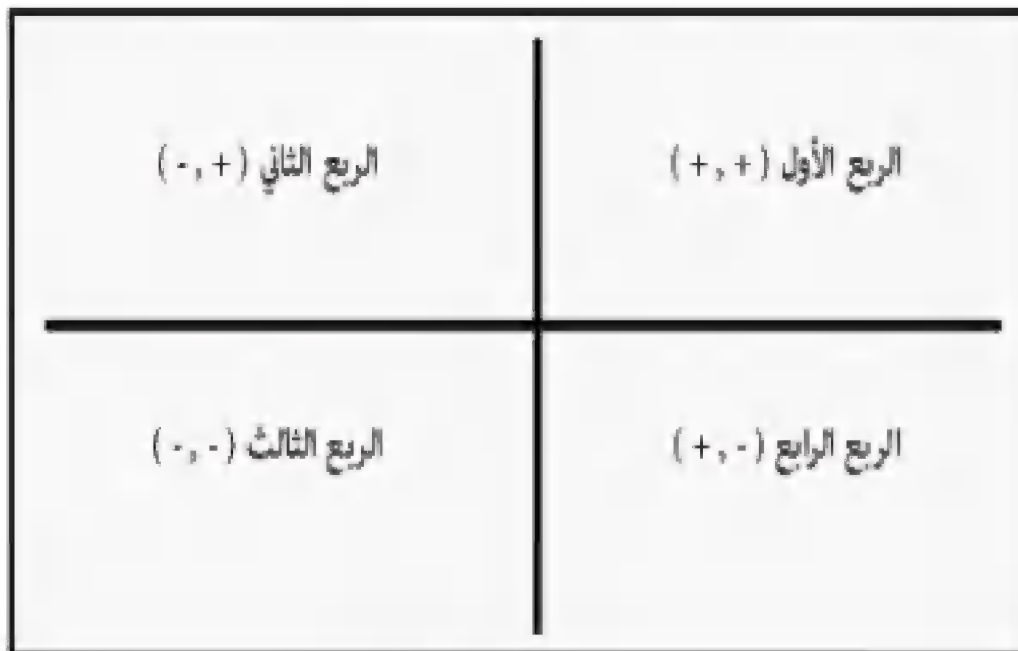 الربع الأول ( + , + )
الربع الثاني ( - , + )
الربع الرابع ( + , - )
الربع الثالث ( - , - )